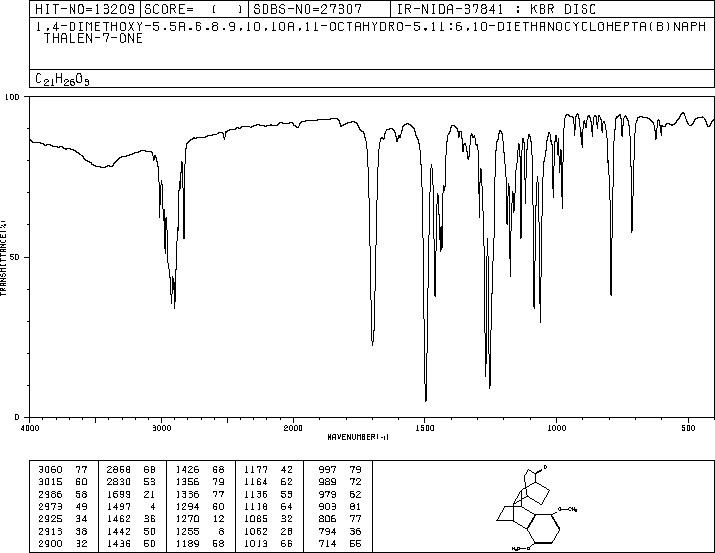 HIT-NO=13209 SCORE= ( ) SDBS-NO=27307 IR-NIDA-37841 : KBR DISC
1,4-DIMETHOXY-5.5A.6.8.9.10.10A.11-OCTAHYDRO-5.11:6.10-DIETHANOCYCLOHEPTA(B)NAPH
THALEN-7-ONE
C21H26O3
100
50
0
TRANSMITTANCE(%)
4000 3000 2000 1500 1000 500
WAVENUMBER(-1)
3060 77 2868 68 1426 68 1177 42 997 79
3015 60 2830 53 1356 79 1164 62 989 72
2986 58 1699 21 1336 77 1136 55 979 62
2973 49 1497 4 1294 60 1118 64 903 81
2925 34 1462 36 1270 12 1085 32 806 77
2913 38 1442 50 1255 8 1062 28 794 36
2900 32 1436 50 1189 58 1013 66 714 55
O
O—CH3
H3C—O